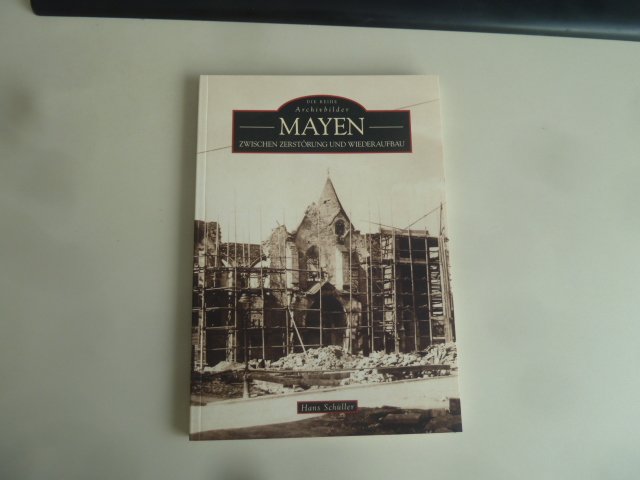 DIE REIHE
Archivbilder
MAYEN
ZWISCHEN ZERSTÖRUNG UND WIEDERAUFBAU
Hans Schüller